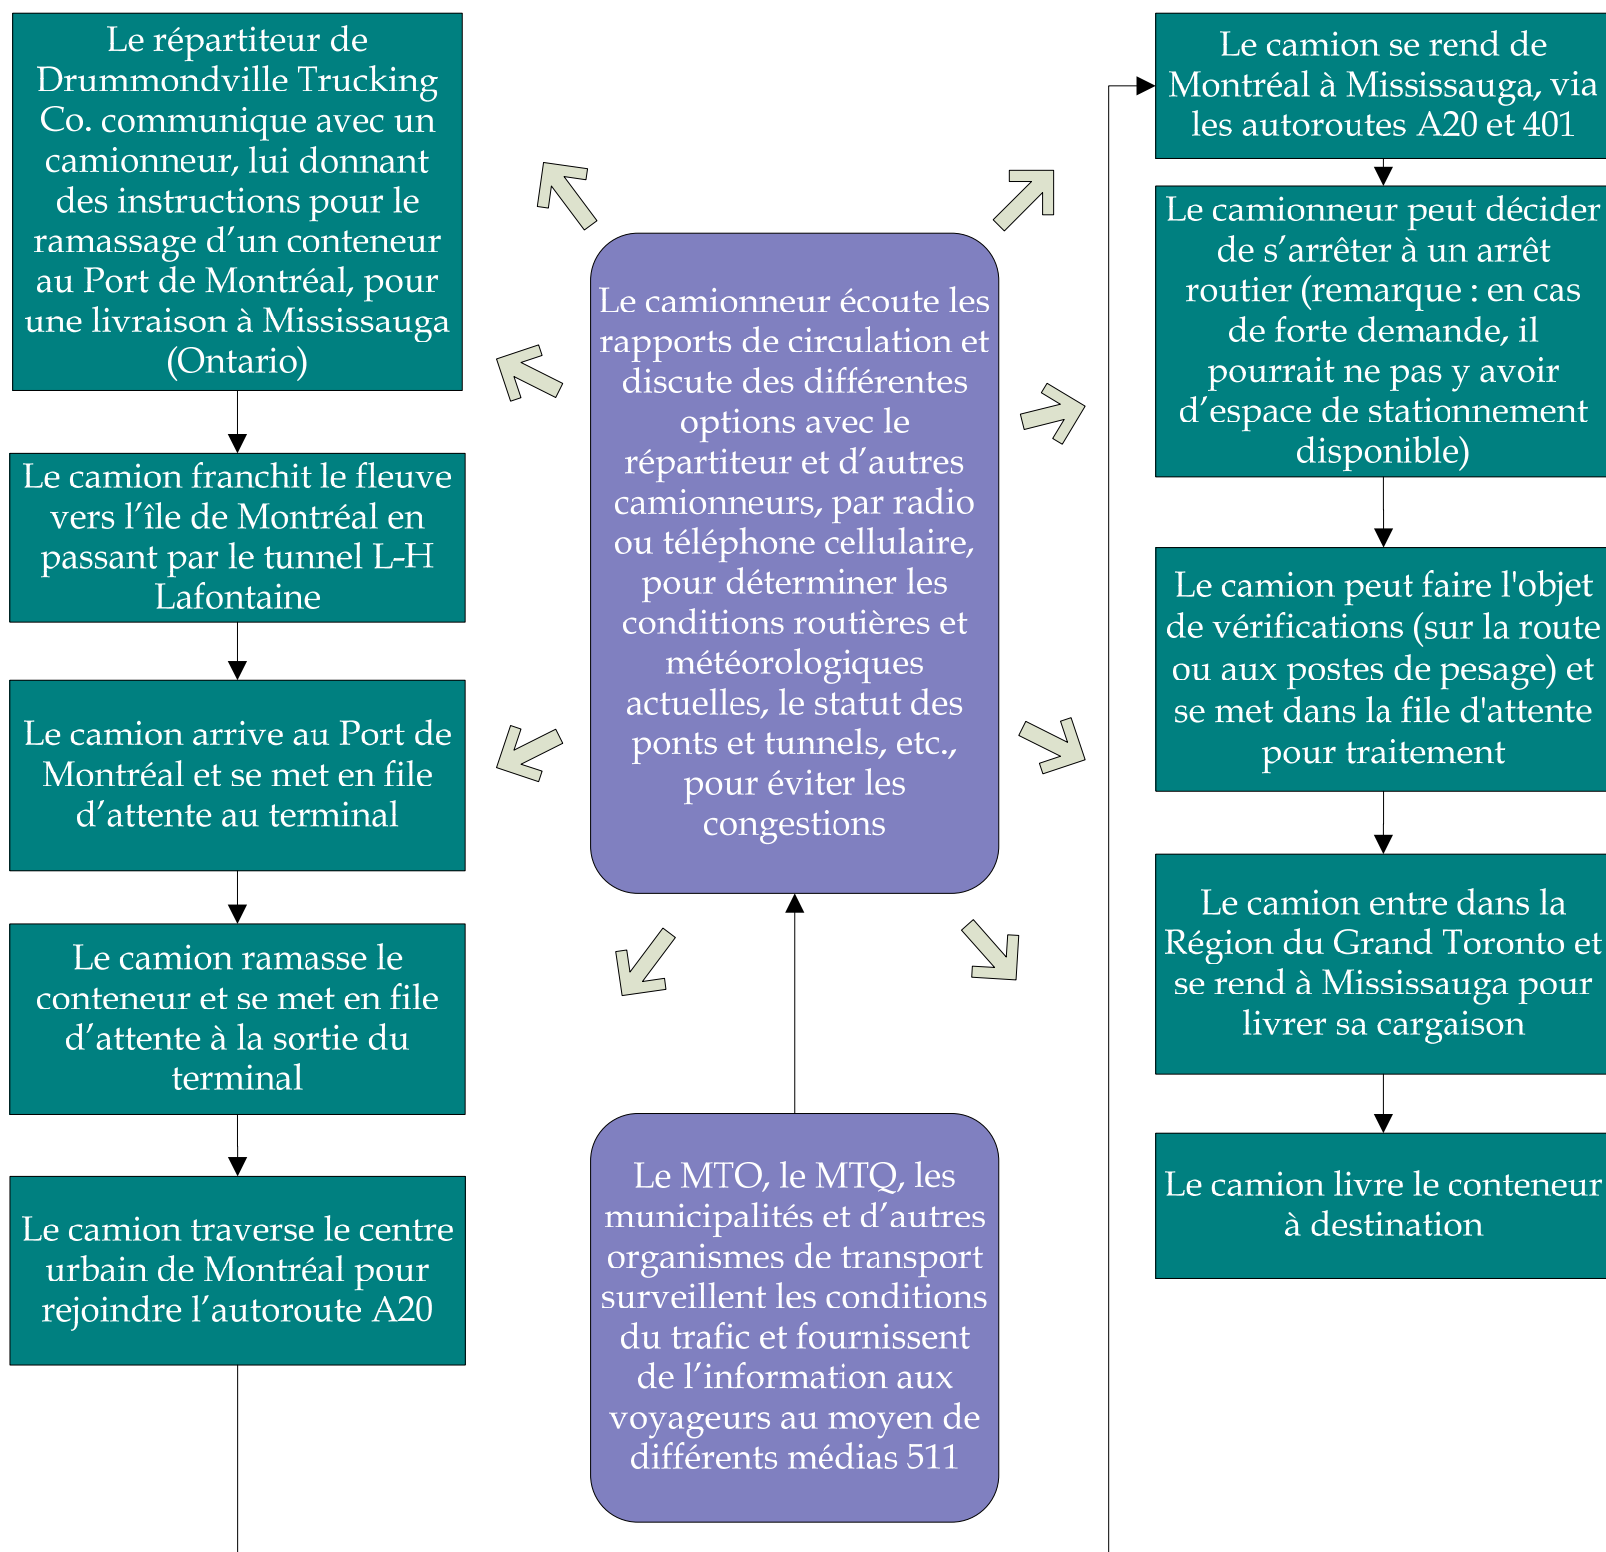 Le répartiteur de
Drummondville Trucking
Co. communique avec un
camionneur, lui donnant
des instructions pour le
ramassage d’un conteneur
au Port de Montréal, pour
une livraison à Mississauga
(Ontario)
Le camion franchit le fleuve
vers l’île de Montréal en
passant par le tunnel L-H
Lafontaine
Le camion arrive au Port de
Montréal et se met en file
d’attente au terminal
Le camion ramasse le
conteneur et se met en file
d’attente à la sortie du
terminal
Le camion traverse le centre
urbain de Montréal pour
rejoindre l’autoroute A20
Le camionneur écoute les
rapports de circulation et
discute des différentes
options avec le
répartiteur et d’autres
camionneurs, par radio
ou téléphone cellulaire,
pour déterminer les
conditions routières et
météorologiques
actuelles, le statut des
ponts et tunnels, etc.,
pour éviter les
congestions
Le MTO, le MTQ, les
municipalités et d’autres
organismes de transport
surveillent les conditions
du trafic et fournissent
de l’information aux
voyageurs au moyen de
différents médias 511
Le camion se rend de
Montréal à Mississauga, via
les autoroutes A20 et 401
Le camionneur peut décider
de s’arrêter à un arrêt
routier (remarque : en cas
de forte demande, il
pourrait ne pas y avoir
d’espace de stationnement
disponible)
Le camion peut faire l'objet
de vérifications (sur la route
ou aux postes de pesage) et
se met dans la file d'attente
pour traitement
Le camion entre dans la
Région du Grand Toronto et
se rend à Mississauga pour
livrer sa cargaison
Le camion livre le conteneur
à destination